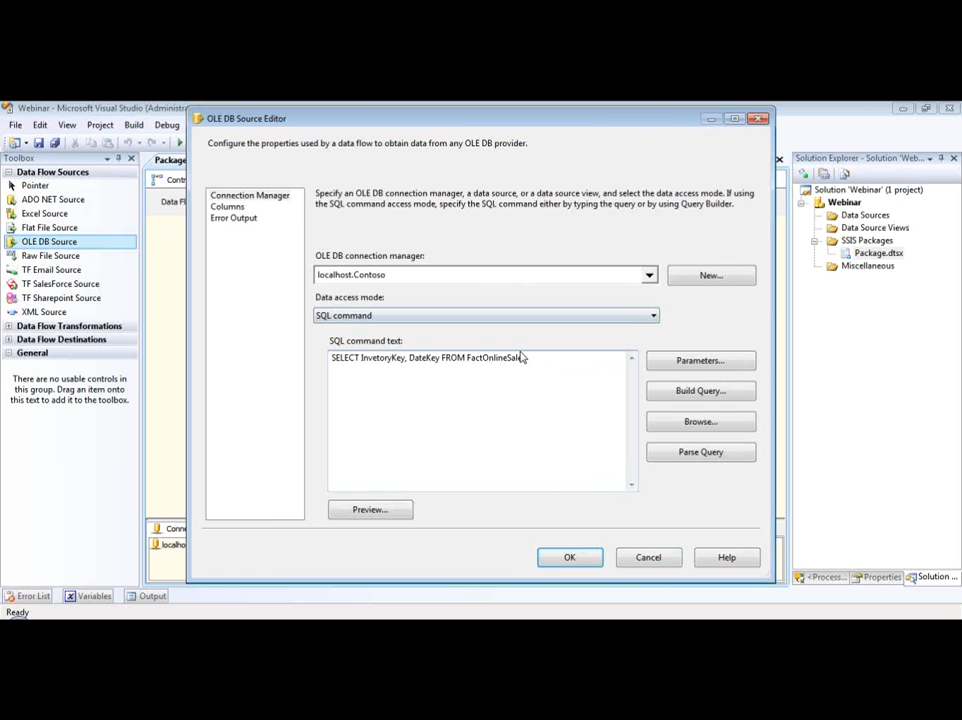 Webinar - Microsoft Visual Studio (Administra
OLE DB Source Editor
File Edit View Project Build Debug
Configure the properties used by a data flow to obtain data from any OLE DB provider.
Toolbox
Package
Solution Explorer - Solution 'Web...
Data Flow Sources
Pointer
ADO NET Source
Excel Source
Flat File Source
OLE DB Source
Raw File Source
TF Email Source
TF SalesForce Source
TF Sharepoint Source
XML Source
Data Flow Transformations
Data Flow Destinations
General
There are no usable controls in
this group. Drag an item onto
this text to add it to the toolbox.
Contr
Data Fl
Conne
localho
Connection Manager
Columns
Error Output
Specify an OLE DB connection manager, a data source, or a data source view, and select the data access mode. If using
the SQL command access mode, specify the SQL command either by typing the query or by using Query Builder.
OLE DB connection manager:
localhost.Contoso
New...
Data access mode:
SQL command
SQL command text:
SELECT InvetoryKey, DateKey FROM FactOnlineSale
Parameters...
Build Query...
Browse...
Parse Query
Preview...
OK Cancel Help
Solution 'Webinar' (1 project)
Webinar
Data Sources
Data Source Views
SSIS Packages
Package.dtsx
Miscellaneous
<Process... Properties Solution ...
Error List Variables Output
Ready